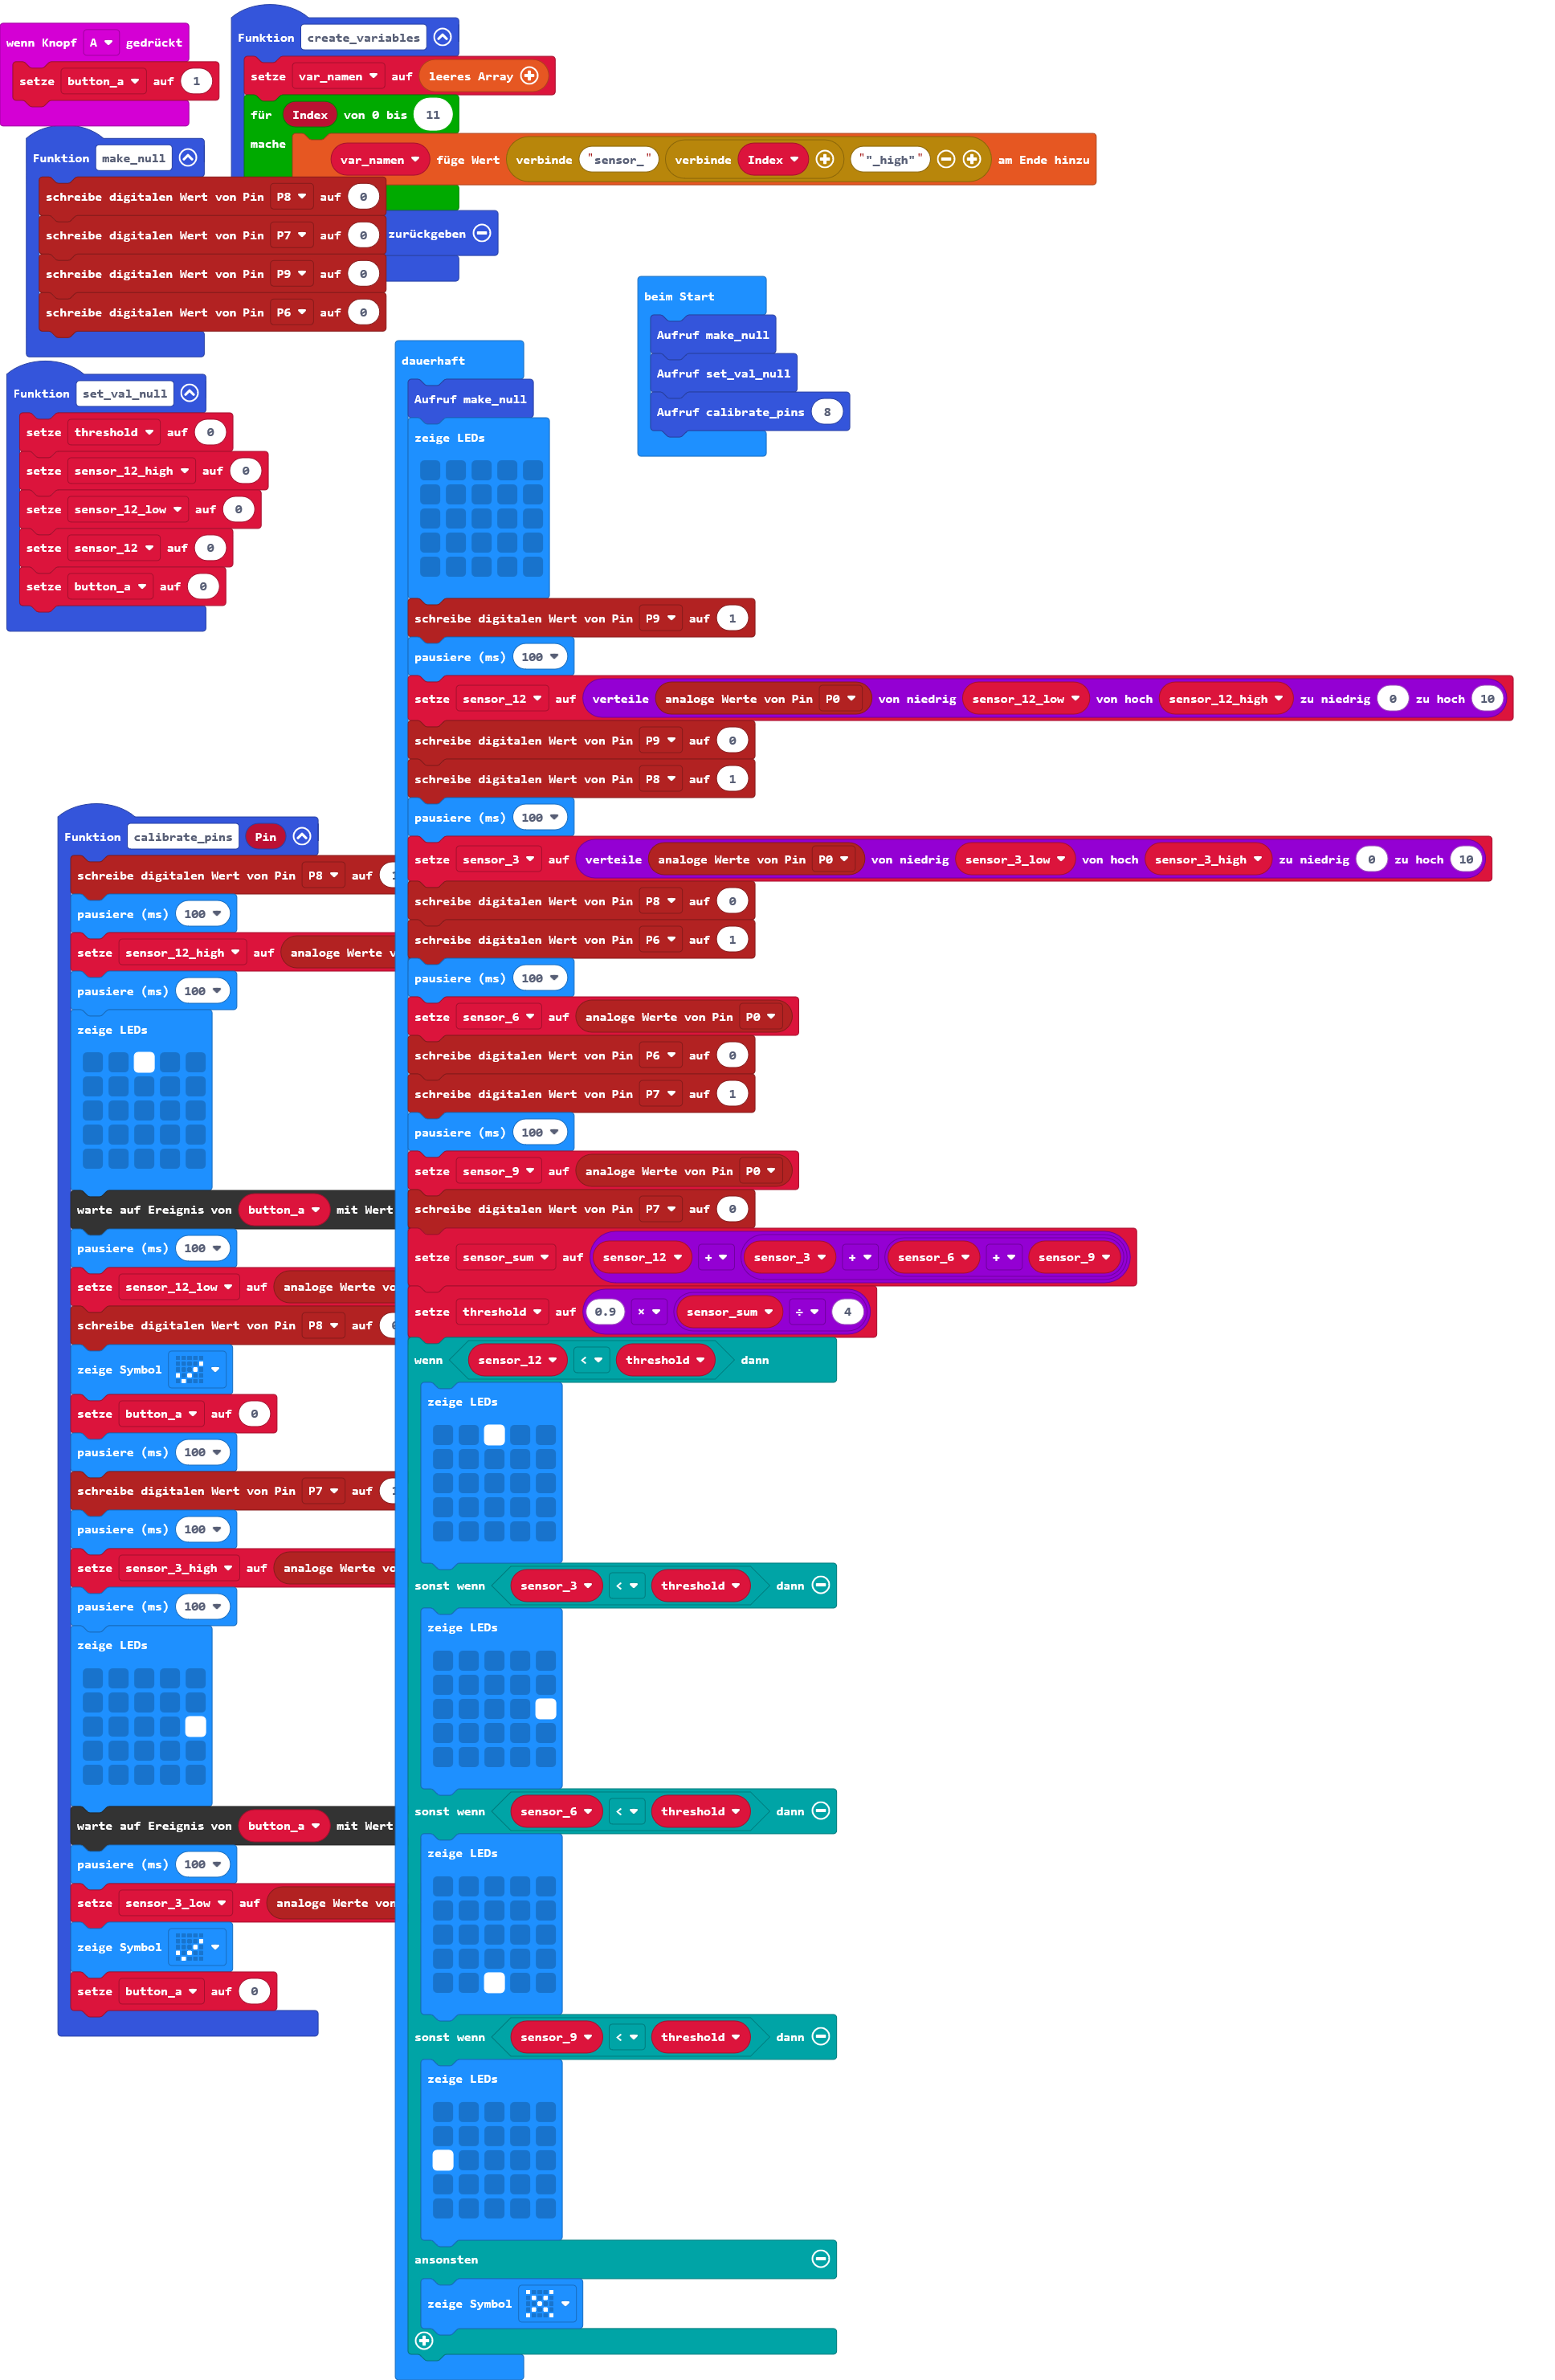 wenn Knopf A gedrückt
setze button_a auf 1
Funktion create_variables
setze var_namen auf leeres Array
für Index von 0 bis 11
mache
var_namen füge Wert verbinde "sensor_" verbinde Index ""_high"" am Ende hinzu
zurückgeben
Funktion make_null
schreibe digitalen Wert von Pin P8 auf 0
schreibe digitalen Wert von Pin P7 auf 0
schreibe digitalen Wert von Pin P9 auf 0
schreibe digitalen Wert von Pin P6 auf 0
Funktion set_val_null
setze threshold auf 0
setze sensor_12_high auf 0
setze sensor_12_low auf 0
setze sensor_12 auf 0
setze button_a auf 0
beim Start
Aufruf make_null
Aufruf set_val_null
Aufruf calibrate_pins 8
Funktion calibrate_pins Pin
schreibe digitalen Wert von Pin P8 auf
pausiere (ms) 100
setze sensor_12_high auf analoge Werte
pausiere (ms) 100
zeige LEDs
warte auf Ereignis von button_a mit Wert
pausiere (ms) 100
setze sensor_12_low auf analoge Werte
schreibe digitalen Wert von Pin P8 auf
zeige Symbol
setze button_a auf 0
pausiere (ms) 100
schreibe digitalen Wert von Pin P7 auf
pausiere (ms) 100
setze sensor_3_high auf analoge Werte
pausiere (ms) 100
zeige LEDs
warte auf Ereignis von button_a mit Wert
pausiere (ms) 100
setze sensor_3_low auf analoge Werte von
zeige Symbol
setze button_a auf 0
dauerhaft
Aufruf make_null
zeige LEDs
schreibe digitalen Wert von Pin P9 auf 1
pausiere (ms) 100
setze sensor_12 auf verteile analoge Werte von Pin P0 von niedrig sensor_12_low von hoch sensor_12_high zu niedrig 0 zu hoch 10
schreibe digitalen Wert von Pin P9 auf 0
schreibe digitalen Wert von Pin P8 auf 1
pausiere (ms) 100
setze sensor_3 auf verteile analoge Werte von Pin P0 von niedrig sensor_3_low von hoch sensor_3_high zu niedrig 0 zu hoch 10
schreibe digitalen Wert von Pin P8 auf 0
schreibe digitalen Wert von Pin P6 auf 1
pausiere (ms) 100
setze sensor_6 auf analoge Werte von Pin P0
schreibe digitalen Wert von Pin P6 auf 0
schreibe digitalen Wert von Pin P7 auf 1
pausiere (ms) 100
setze sensor_9 auf analoge Werte von Pin P0
schreibe digitalen Wert von Pin P7 auf 0
setze sensor_sum auf sensor_12 + sensor_3 + sensor_6 + sensor_9
setze threshold auf 0.9 × sensor_sum ÷ 4
wenn sensor_12 < threshold dann
zeige LEDs
sonst wenn sensor_3 < threshold dann
zeige LEDs
sonst wenn sensor_6 < threshold dann
zeige LEDs
sonst wenn sensor_9 < threshold dann
zeige LEDs
ansonsten
zeige Symbol